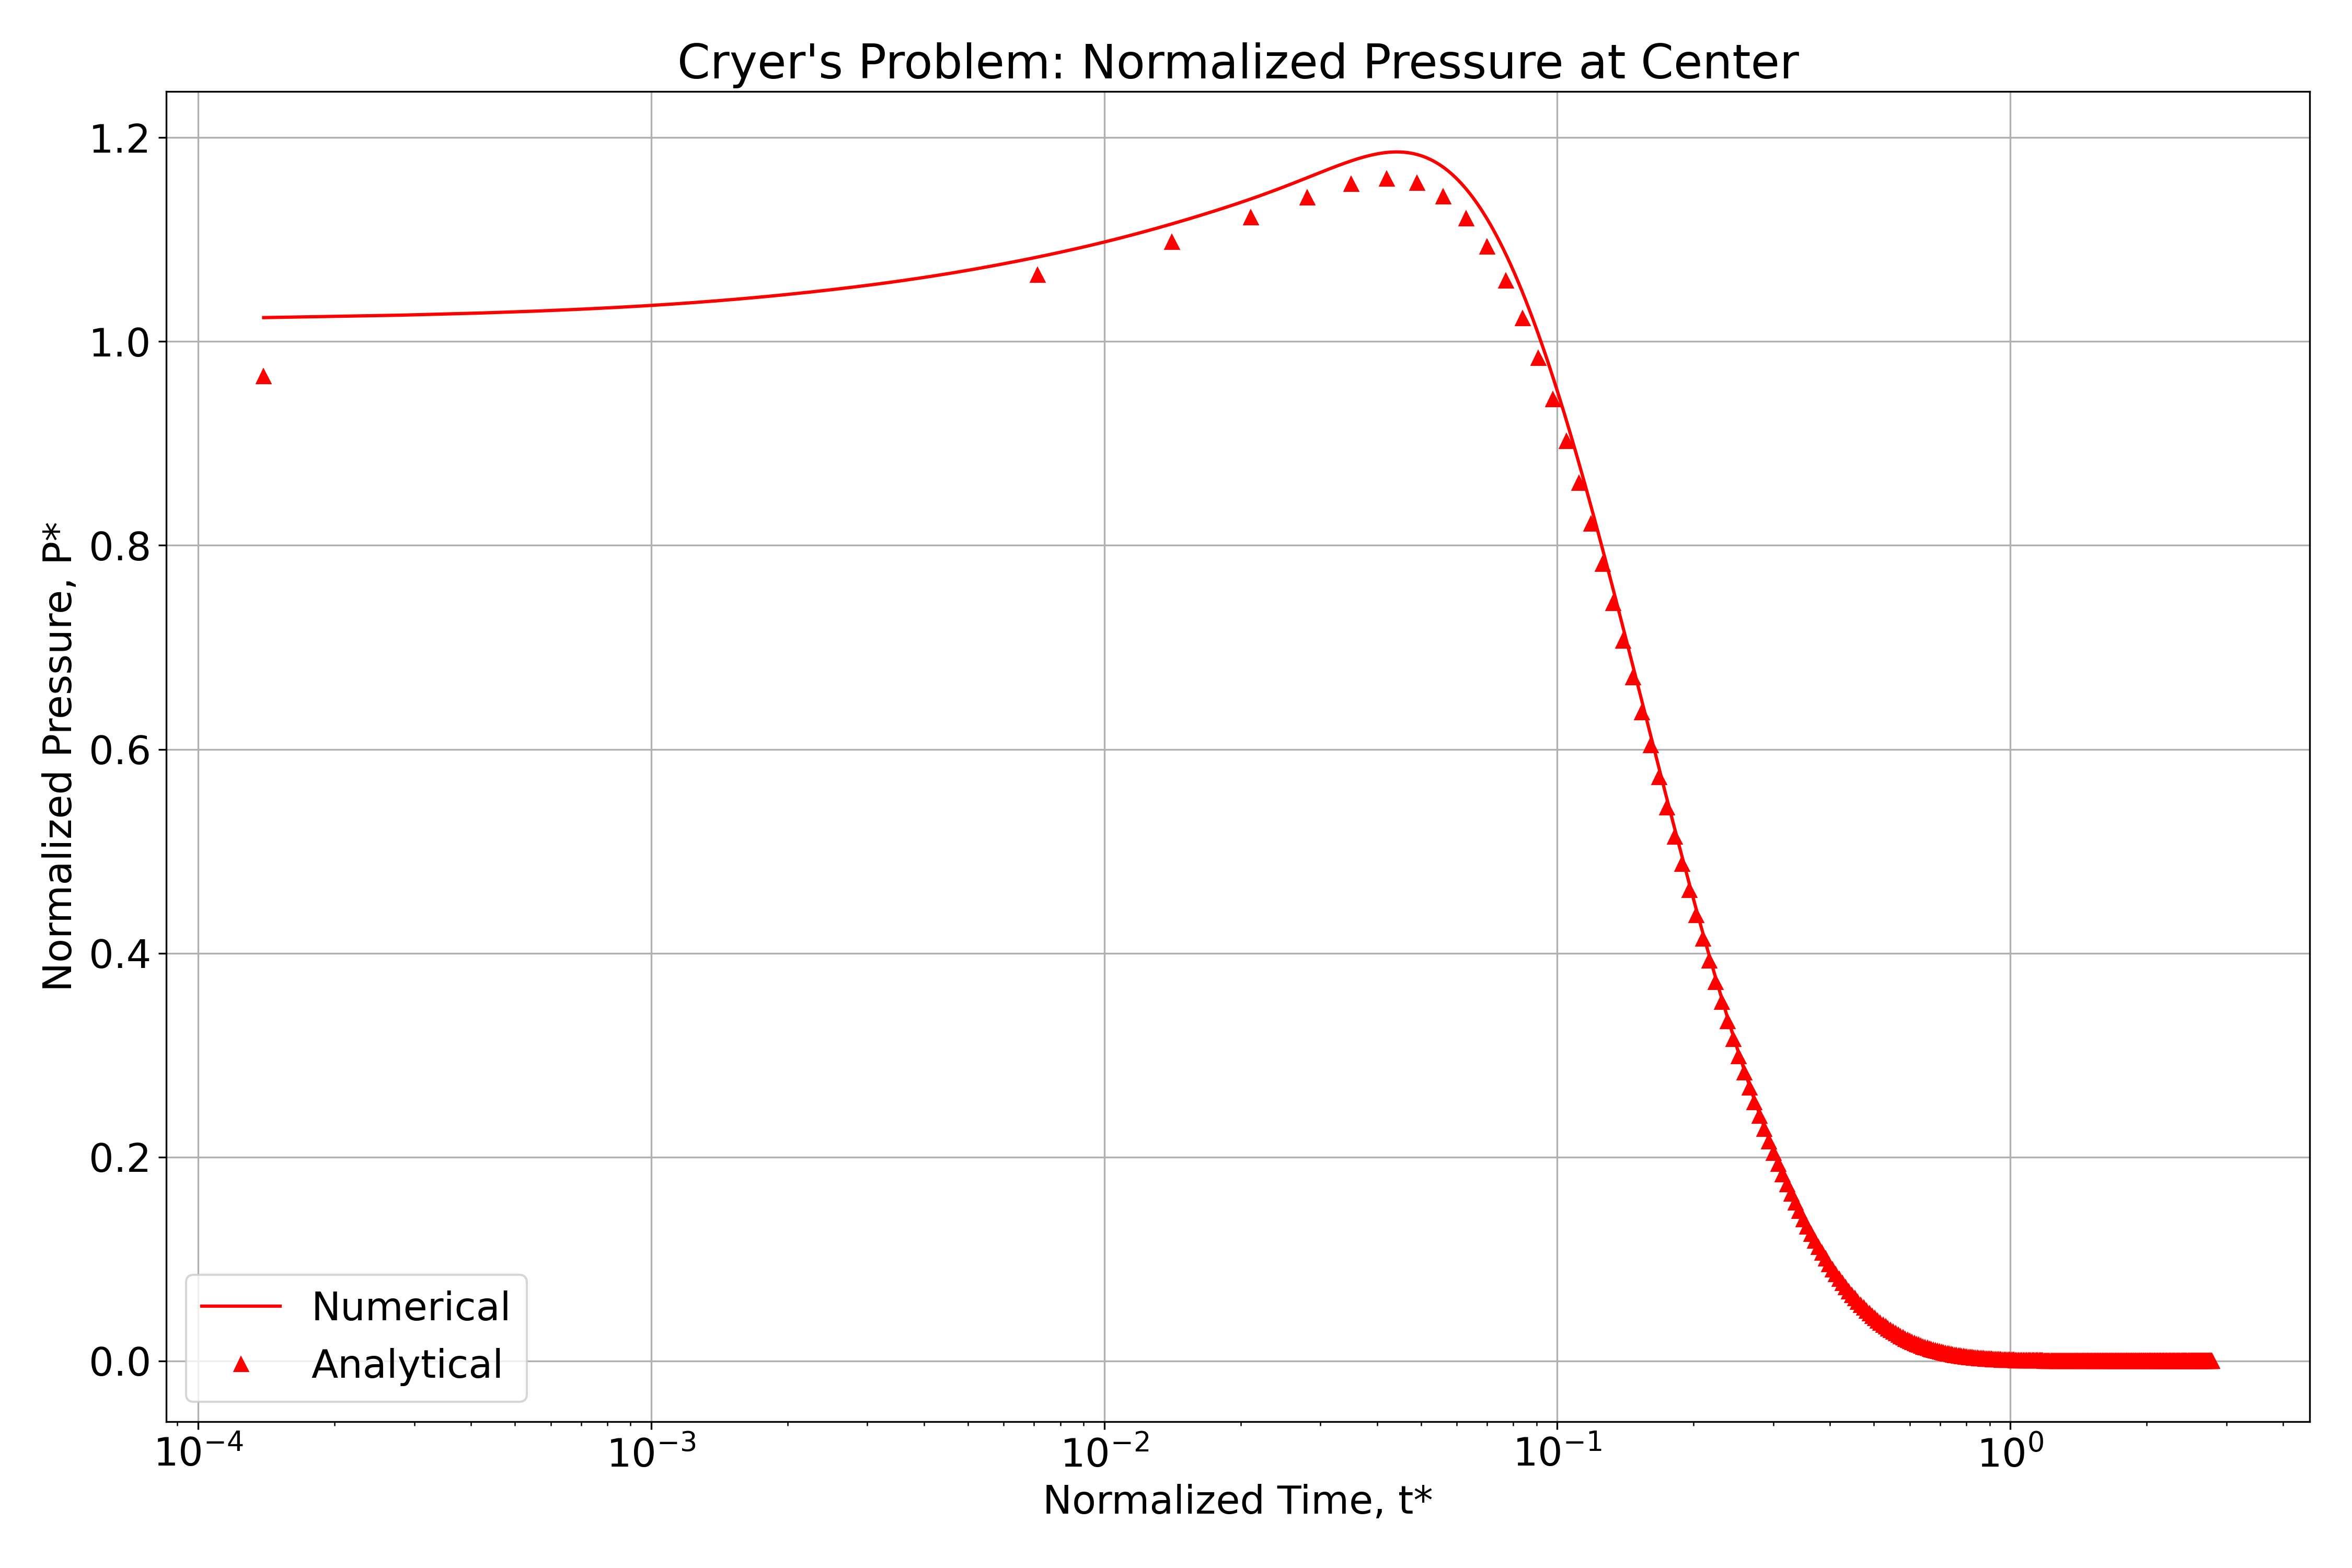 Cryer's Problem: Normalized Pressure at Center
Normalized Pressure, P*
1.2
1.0
0.8
0.6
0.4
0.2
0.0
Numerical
Analytical
10⁻⁴
10⁻³
10⁻²
10⁻¹
10⁰
Normalized Time, t*